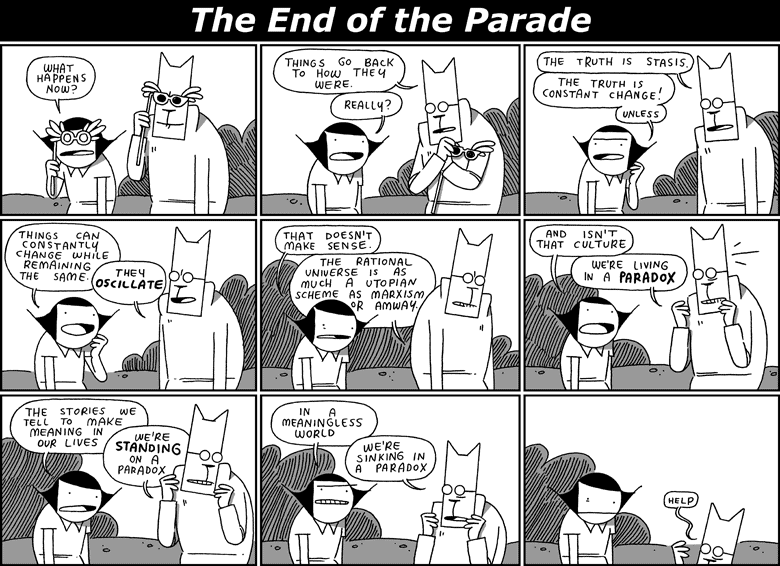 The End of the Parade
WHAT
HAPPENS
NOW?
THINGS GO BACK
TO HOW THEY
WERE.
REALLY?
THE TRUTH IS STASIS.
THE TRUTH IS
CONSTANT CHANGE!
UNLESS
THINGS CAN
CONSTANTLY
CHANGE WHILE
REMAINING
THE SAME.
THEY
OSCILLATE
THAT DOESN'T
MAKE SENSE.
THE RATIONAL
UNIVERSE IS AS
MUCH A UTOPIAN
SCHEME AS MARXISM
OR AMWAY.
AND ISN'T
THAT CULTURE
WE'RE LIVING
IN A PARADOX
THE STORIES WE
TELL TO MAKE
MEANING IN
OUR LIVES
WE'RE
STANDING
ON A
PARADOX
IN A
MEANINGLESS
WORLD
WE'RE
SINKING IN
A PARADOX
HELP